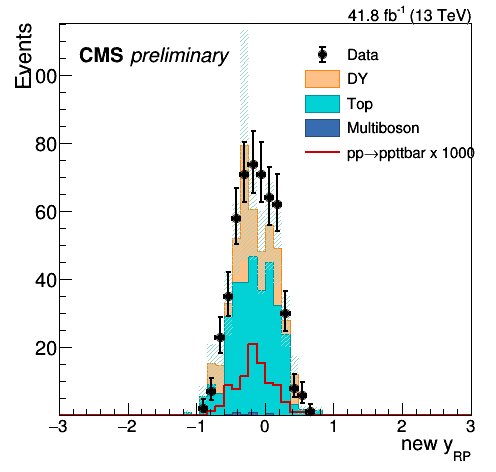 41.8 fb⁻¹ (13 TeV)
Events
CMS preliminary
Data
DY
Top
Multiboson
pp→ppttbar x 1000
100
80
60
40
20
−3 −2 −1 0 1 2 3
new y_RP